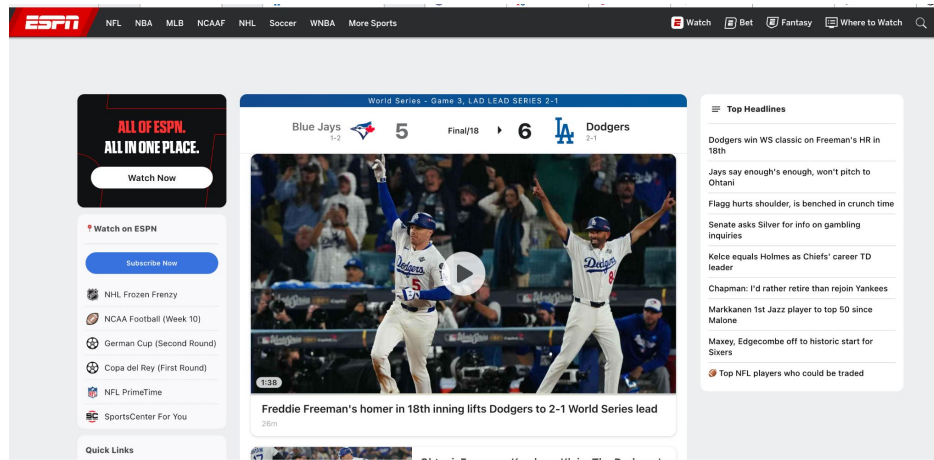 ESPN NFL NBA MLB NCAAF NHL Soccer WNBA More Sports Watch Bet Fantasy Where to Watch
ALL OF ESPN.
ALL IN ONE PLACE.
Watch Now
Watch on ESPN
Subscribe Now
NHL Frozen Frenzy
NCAA Football (Week 10)
German Cup (Second Round)
Copa del Rey (First Round)
NFL PrimeTime
SC SportsCenter For You
Quick Links
World Series - Game 3, LAD LEAD SERIES 2-1
Blue Jays 5 Final/18 6 LA Dodgers
1-2 2-1
Dodgers
5
Dodgers
1:38
Freddie Freeman's homer in 18th inning lifts Dodgers to 2-1 World Series lead
26m
Top Headlines
Dodgers win WS classic on Freeman's HR in
18th
Jays say enough's enough, won't pitch to
Ohtani
Flagg hurts shoulder, is benched in crunch time
Senate asks Silver for info on gambling
inquiries
Kelce equals Holmes as Chiefs' career TD
leader
Chapman: I'd rather retire than rejoin Yankees
Markkanen 1st Jazz player to top 50 since
Malone
Maxey, Edgecombe off to historic start for
Sixers
Top NFL players who could be traded